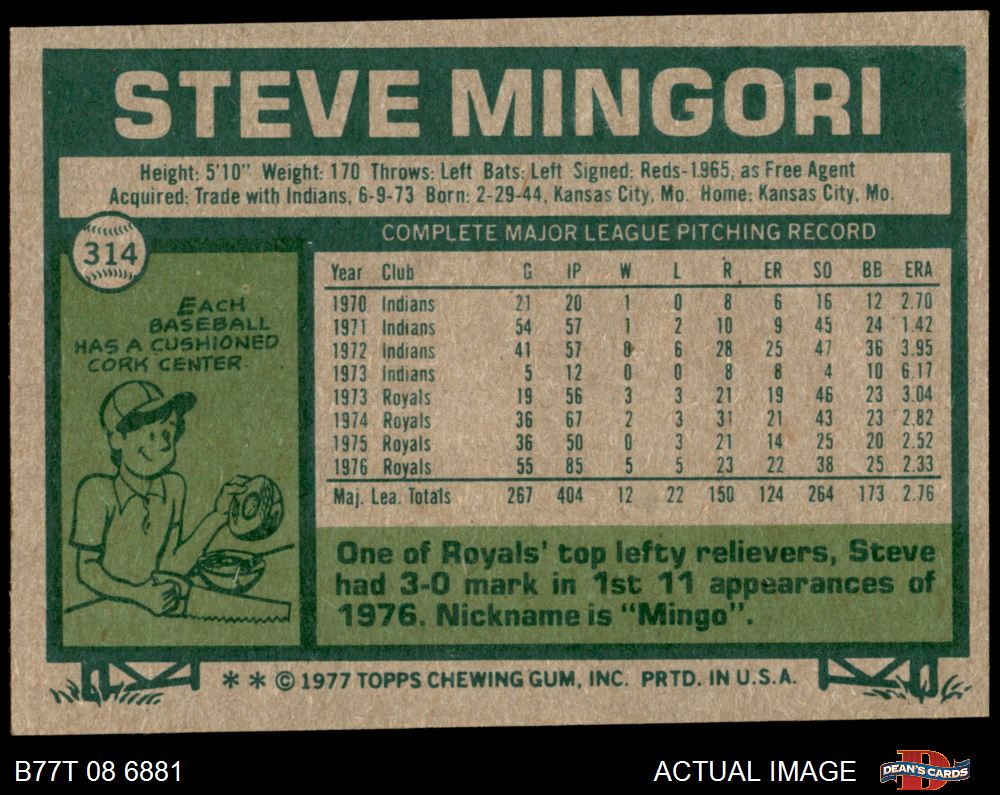 STEVE MINGORI
Height: 5'10" Weight: 170 Throws: Left Bats: Left Signed: Reds-1965, as Free Agent
Acquired: Trade with Indians, 6-9-73 Born: 2-29-44, Kansas City, Mo. Home: Kansas City, Mo.
314
EACH
BASEBALL
HAS A CUSHIONED
CORK CENTER.
COMPLETE MAJOR LEAGUE PITCHING RECORD
Year Club G IP W L R ER SO BB ERA
1970 Indians 21 20 1 0 8 6 16 12 2.70
1971 Indians 54 57 1 2 10 9 45 24 1.42
1972 Indians 41 57 0 6 28 25 47 36 3.95
1973 Indians 5 12 0 0 8 8 4 10 6.17
1973 Royals 19 56 3 3 21 19 46 23 3.04
1974 Royals 36 67 2 3 31 21 43 23 2.82
1975 Royals 36 50 0 3 21 14 25 20 2.52
1976 Royals 55 85 5 5 23 22 38 25 2.33
Maj. Lea. Totals 267 404 12 22 150 124 264 173 2.76
One of Royals' top lefty relievers, Steve
had 3-0 mark in 1st 11 appearances of
1976. Nickname is "Mingo".
* * © 1977 TOPPS CHEWING GUM, INC. PRTD. IN U.S.A.
B77T 08 6881
ACTUAL IMAGE
D
DEAN'S CARDS